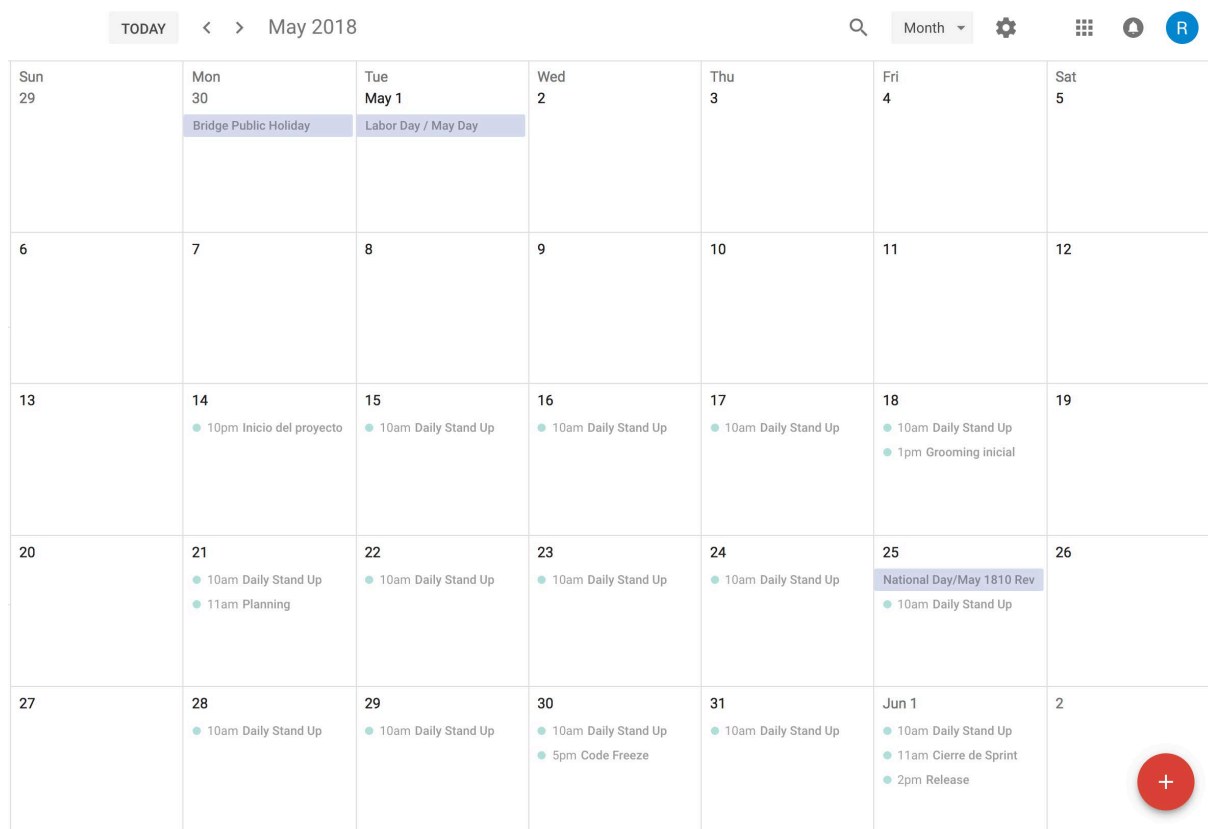 TODAY < > May 2018 Month R
Sun Mon Tue Wed Thu Fri Sat
29 30 May 1 2 3 4 5
Bridge Public Holiday Labor Day / May Day
6 7 8 9 10 11 12
13 14 15 16 17 18 19
10pm Inicio del proyecto 10am Daily Stand Up 10am Daily Stand Up 10am Daily Stand Up 10am Daily Stand Up
1pm Grooming inicial
20 21 22 23 24 25 26
10am Daily Stand Up 10am Daily Stand Up 10am Daily Stand Up 10am Daily Stand Up National Day/May 1810 Rev
11am Planning 10am Daily Stand Up
27 28 29 30 31 Jun 1 2
10am Daily Stand Up 10am Daily Stand Up 10am Daily Stand Up 10am Daily Stand Up 10am Daily Stand Up
5pm Code Freeze 11am Cierre de Sprint
2pm Release
+